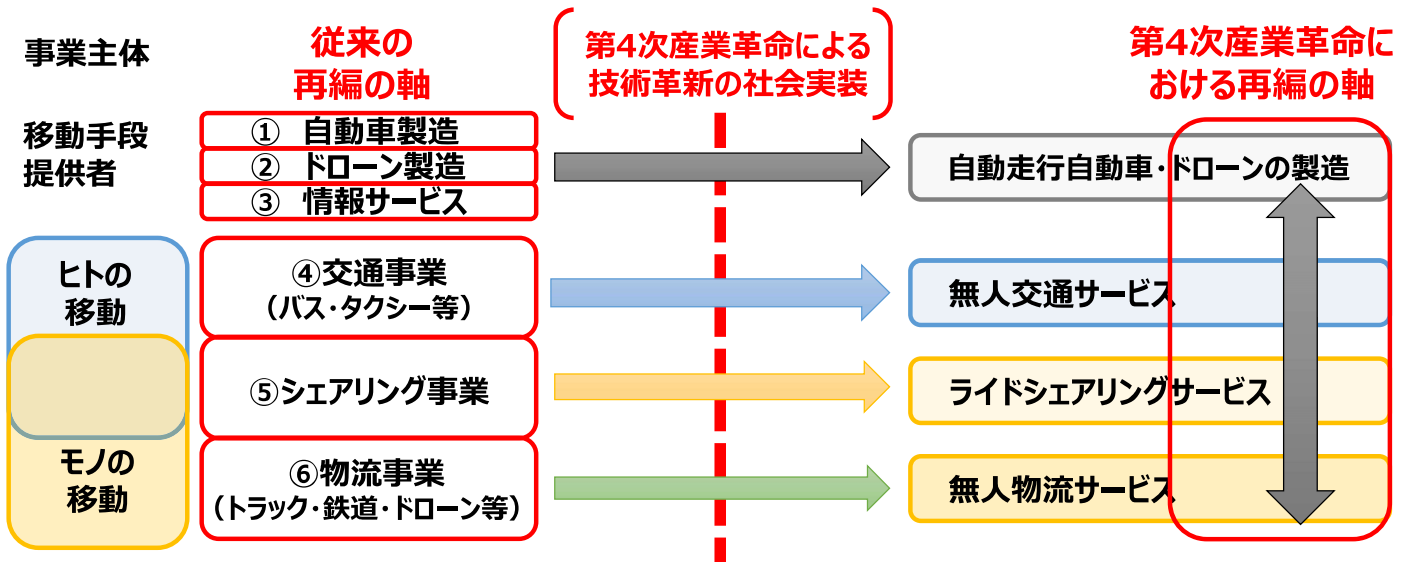 事業主体
従来の
再編の軸
第4次産業革命による
技術革新の社会実装
第4次産業革命に
おける再編の軸
移動手段
提供者
① 自動車製造
② ドローン製造
③ 情報サービス
自動走行自動車・ドローンの製造
ヒトの
移動
④交通事業
（バス・タクシー等）
無人交通サービス
⑤シェアリング事業
ライドシェアリングサービス
モノの
移動
⑥物流事業
（トラック・鉄道・ドローン等）
無人物流サービス